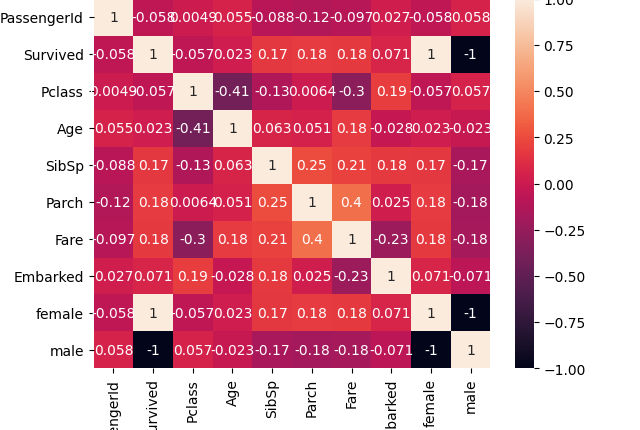 PassengerId 1 -0.058 0.0049 -0.055 -0.088 -0.12 -0.097 0.027 -0.058 0.058
Survived -0.058 1 -0.057 0.023 0.17 0.18 0.18 0.071 1 -1
Pclass 0.0049 -0.057 1 -0.41 -0.13 0.0064 -0.3 0.19 -0.057 0.057
Age 0.055 0.023 -0.41 1 0.063 0.051 0.18 -0.028 0.023 -0.023
SibSp -0.088 0.17 -0.13 0.063 1 0.25 0.21 0.18 0.17 -0.17
Parch -0.12 0.18 0.0064 0.051 0.25 1 0.4 0.025 0.18 -0.18
Fare -0.097 0.18 -0.3 0.18 0.21 0.4 1 -0.23 0.18 -0.18
Embarked -0.027 0.071 0.19 -0.028 0.18 0.025 -0.23 1 0.071 -0.071
female -0.058 1 -0.057 0.023 0.17 0.18 0.18 0.071 1 -1
male 0.058 -1 0.057 -0.023 -0.17 -0.18 -0.18 -0.071 -1 1
engerId
urvived
Pclass
Age
SibSp
Parch
Fare
barked
female
male
1.00
0.75
0.50
0.25
0.00
-0.25
-0.50
-0.75
-1.00